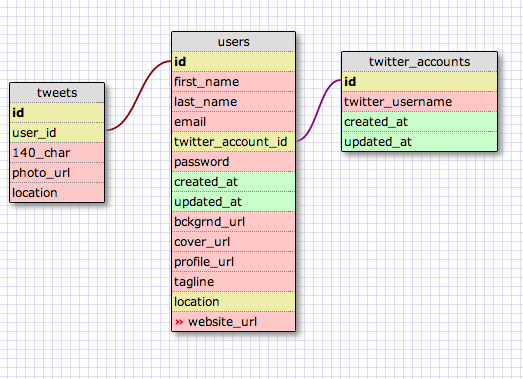 tweets
id
user_id
140_char
photo_url
location
users
id
first_name
last_name
email
twitter_account_id
password
created_at
updated_at
bckgrnd_url
cover_url
profile_url
tagline
location
» website_url
twitter_accounts
id
twitter_username
created_at
updated_at